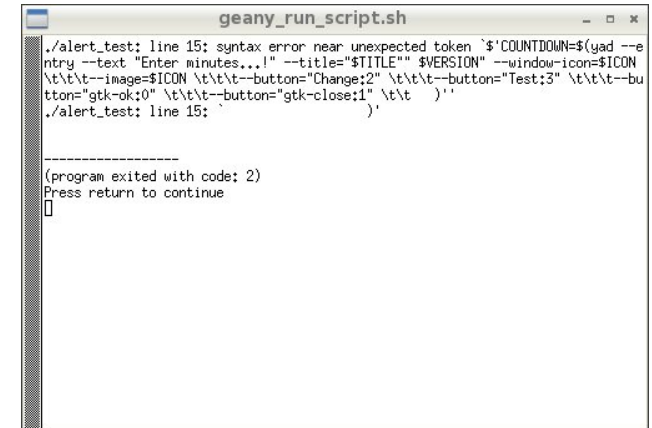 geany_run_script.sh
./alert_test: line 15: syntax error near unexpected token `$'COUNTDOWN=$(yad --e
ntry --text "Enter minutes...!" --title="$TITLE"" $VERSION" --window-icon=$ICON
\t\t\t--image=$ICON \t\t\t--button="Change:2" \t\t\t--button="Test:3" \t\t\t--bu
tton="gtk-ok:0" \t\t\t--button="gtk-close:1" \t\t   )''
./alert_test: line 15: `                    )'
------------------
(program exited with code: 2)
Press return to continue